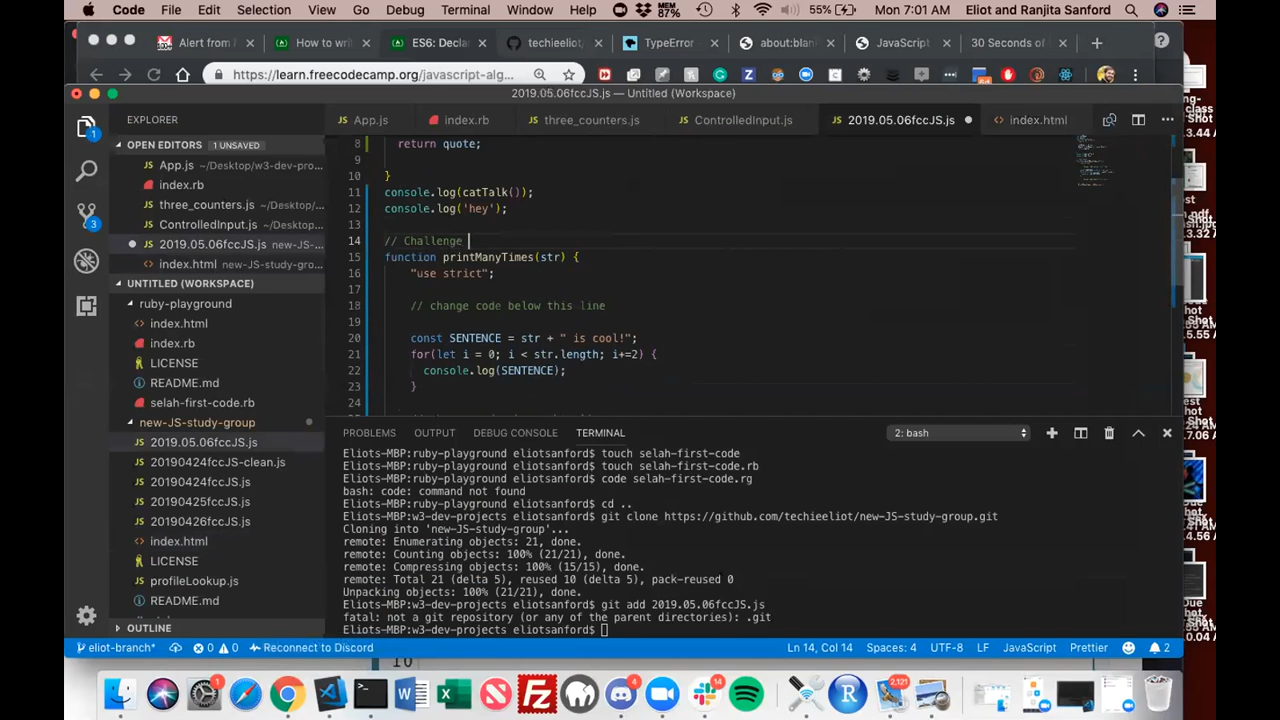 Code File Edit Selection View Go Debug Terminal Window Help MEM 87% 55% Mon 7:01 AM Eliot and Ranjita Sanford
Alert from How to wri ES6: Decla techieeliot/ TypeError about:blan JavaScript 30 Seconds of
https://learn.freecodecamp.org/javascript-alg...
2019.05.06fccJS.js — Untitled (Workspace)
EXPLORER App.js index.rb three_counters.js ControlledInput.js 2019.05.06fccJS.js index.html
OPEN EDITORS 1 UNSAVED
App.js ~/Desktop/w3-dev-pro...
index.rb
three_counters.js ~/Desktop/...
ControlledInput.js ~/Desktop/...
2019.05.06fccJS.js new-JS-...
index.html new-JS-study-gr...
UNTITLED (WORKSPACE)
ruby-playground
index.html
index.rb
LICENSE
README.md
selah-first-code.rb
new-JS-study-group
2019.05.06fccJS.js
20190424fccJS-clean.js
20190424fccJS.js
20190425fccJS.js
20190426fccJS.js
index.html
LICENSE
profileLookup.js
README.md
OUTLINE
8 return quote;
9
10 }
11 console.log(catTalk());
12 console.log('hey');
13
14 // Challenge
15 function printManyTimes(str) {
16 "use strict";
17
18 // change code below this line
19
20 const SENTENCE = str + " is cool!";
21 for(let i = 0; i < str.length; i+=2) {
22 console.log(SENTENCE);
23 }
24
PROBLEMS OUTPUT DEBUG CONSOLE TERMINAL 2: bash
Eliots-MBP:ruby-playground eliotsanford$ touch selah-first-code
Eliots-MBP:ruby-playground eliotsanford$ touch selah-first-code.rb
Eliots-MBP:ruby-playground eliotsanford$ code selah-first-code.rg
bash: code: command not found
Eliots-MBP:ruby-playground eliotsanford$ cd ..
Eliots-MBP:w3-dev-projects eliotsanford$ git clone https://github.com/techieeliot/new-JS-study-group.git
Cloning into 'new-JS-study-group'...
remote: Enumerating objects: 21, done.
remote: Counting objects: 100% (21/21), done.
remote: Compressing objects: 100% (15/15), done.
remote: Total 21 (delta 5), reused 10 (delta 5), pack-reused 0
Unpacking objects: 100% (21/21), done.
Eliots-MBP:w3-dev-projects eliotsanford$ git add 2019.05.06fccJS.js
fatal: not a git repository (or any of the parent directories): .git
Eliots-MBP:w3-dev-projects eliotsanford$
eliot-branch* 0 0 Reconnect to Discord Ln 14, Col 14 Spaces: 4 UTF-8 LF JavaScript Prettier 2